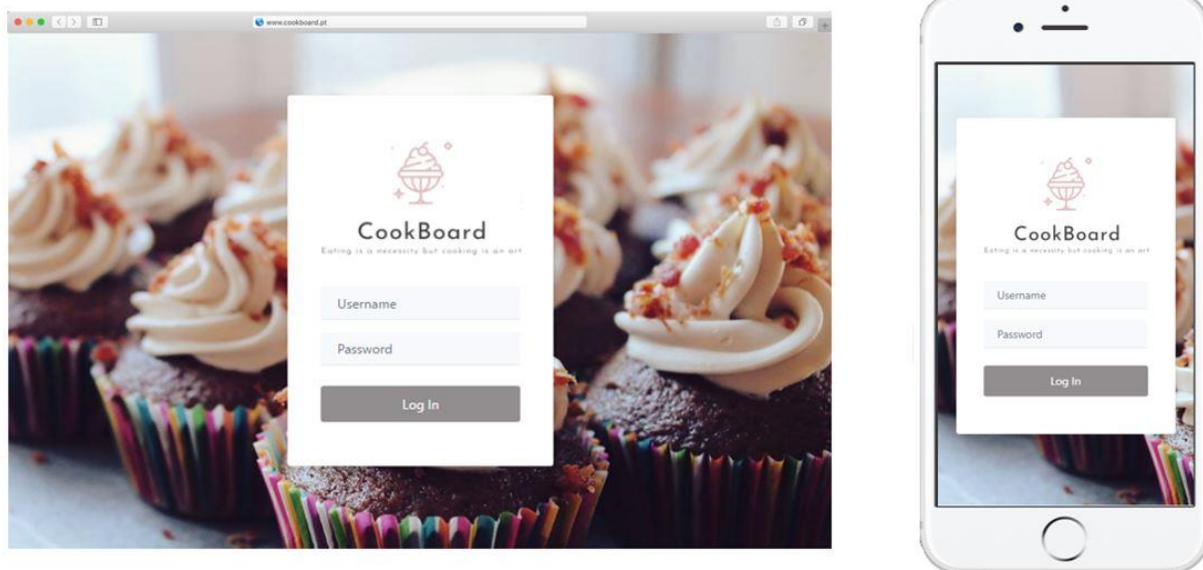 www.cookboard.pt
CookBoard
Eating is a necessity but cooking is an art
Username
Password
Log In
CookBoard
Eating is a necessity but cooking is an art
Username
Password
Log In